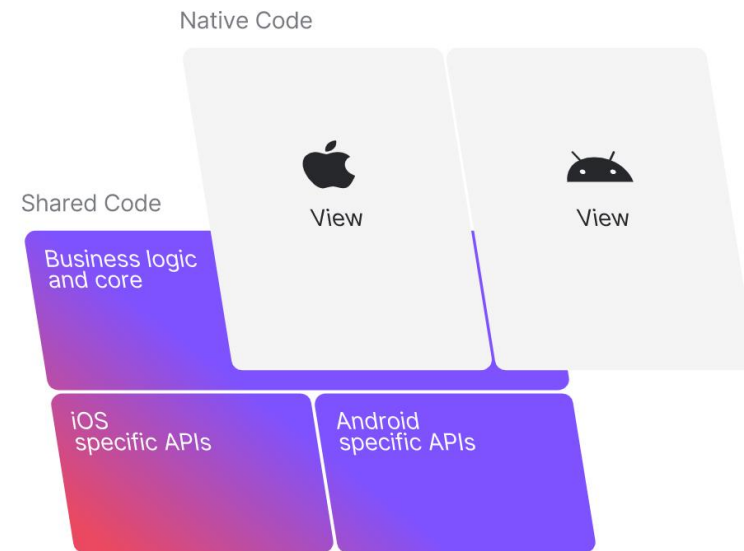 Native Code
View
View
Shared Code
Business logic
and core
iOS
specific APIs
Android
specific APIs